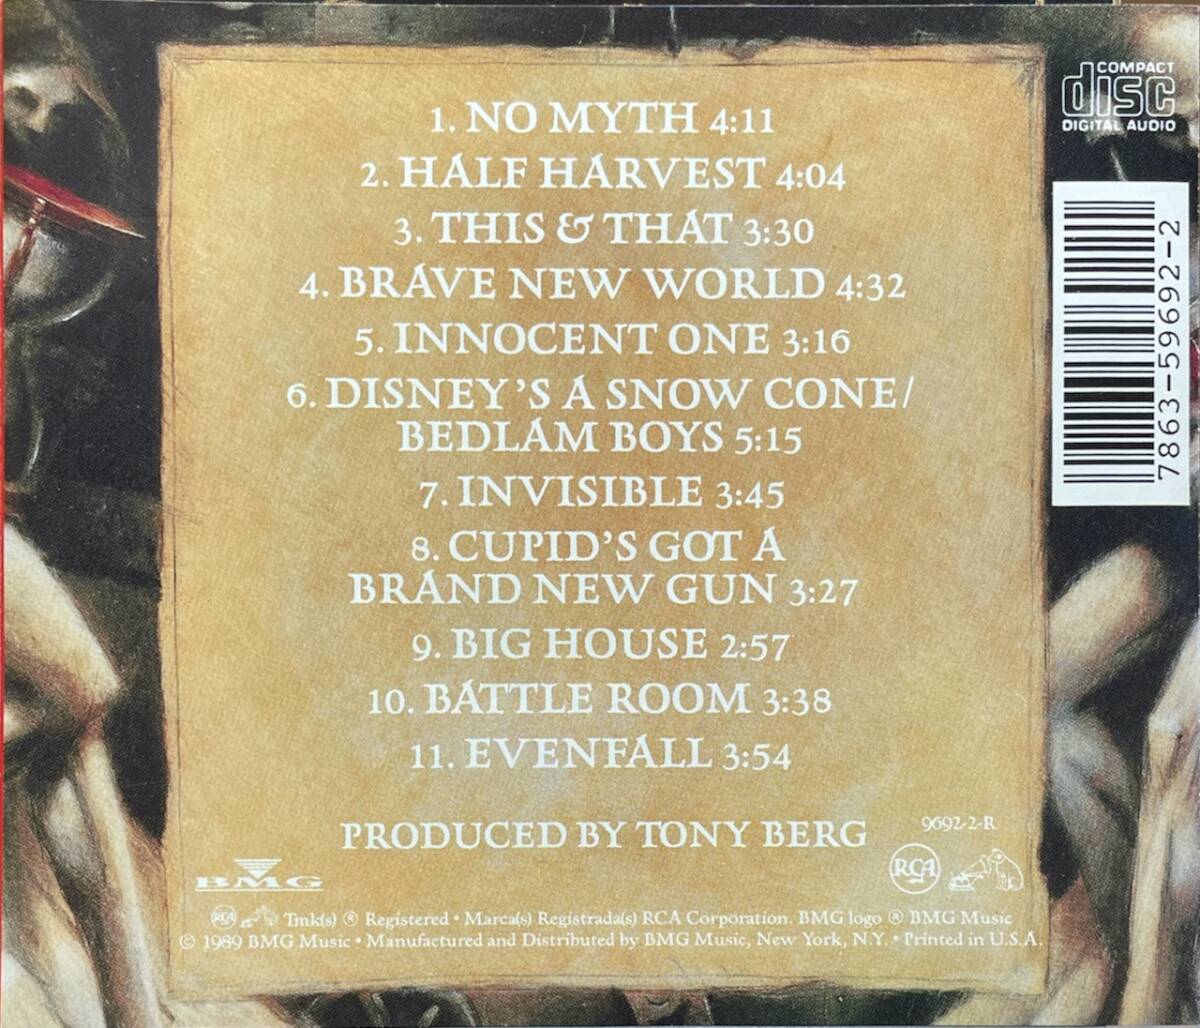 1. NO MYTH 4:11
2. HALF HARVEST 4:04
3. THIS & THAT 3:30
4. BRAVE NEW WORLD 4:32
5. INNOCENT ONE 3:16
6. DISNEY'S A SNOW CONE/
BEDLAM BOYS 5:15
7. INVISIBLE 3:45
8. CUPID'S GOT A
BRAND NEW GUN 3:27
9. BIG HOUSE 2:57
10. BATTLE ROOM 3:38
11. EVENFALL 3:54
PRODUCED BY TONY BERG
9692-2-R
BMG
RCA
RCA Tmk(s) ® Registered • Marca(s) Registrada(s) RCA Corporation. BMG logo ® BMG Music
© 1989 BMG Music • Manufactured and Distributed by BMG Music, New York, N.Y. • Printed in U.S.A.
COMPACT
disc
DIGITAL AUDIO
7863-59692-2